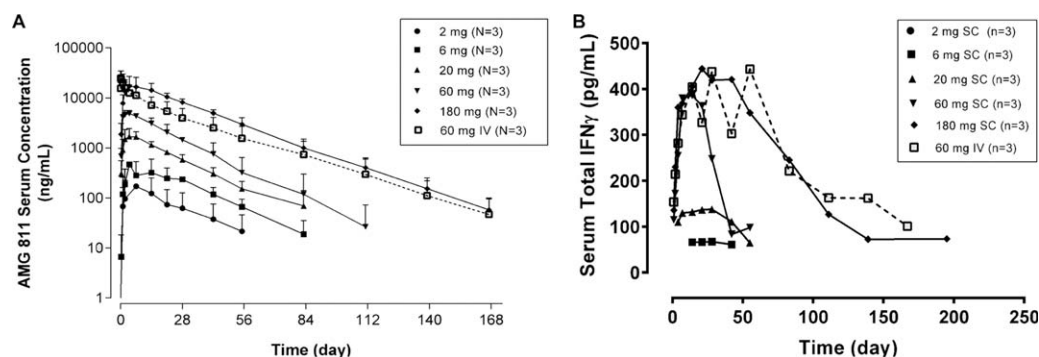 A
AMG 811 Serum Concentration
(ng/mL)
100000
10000
1000
100
10
1
0 28 56 84 112 140 168
Time (day)
2 mg (N=3)
6 mg (N=3)
20 mg (N=3)
60 mg (N=3)
180 mg (N=3)
60 mg IV (N=3)
B
Serum Total IFNγ (pg/mL)
500
400
300
200
100
0
0 50 100 150 200 250
Time (day)
2 mg SC (n=3)
6 mg SC (n=3)
20 mg SC (n=3)
60 mg SC (n=3)
180 mg SC (n=3)
60 mg IV (n=3)